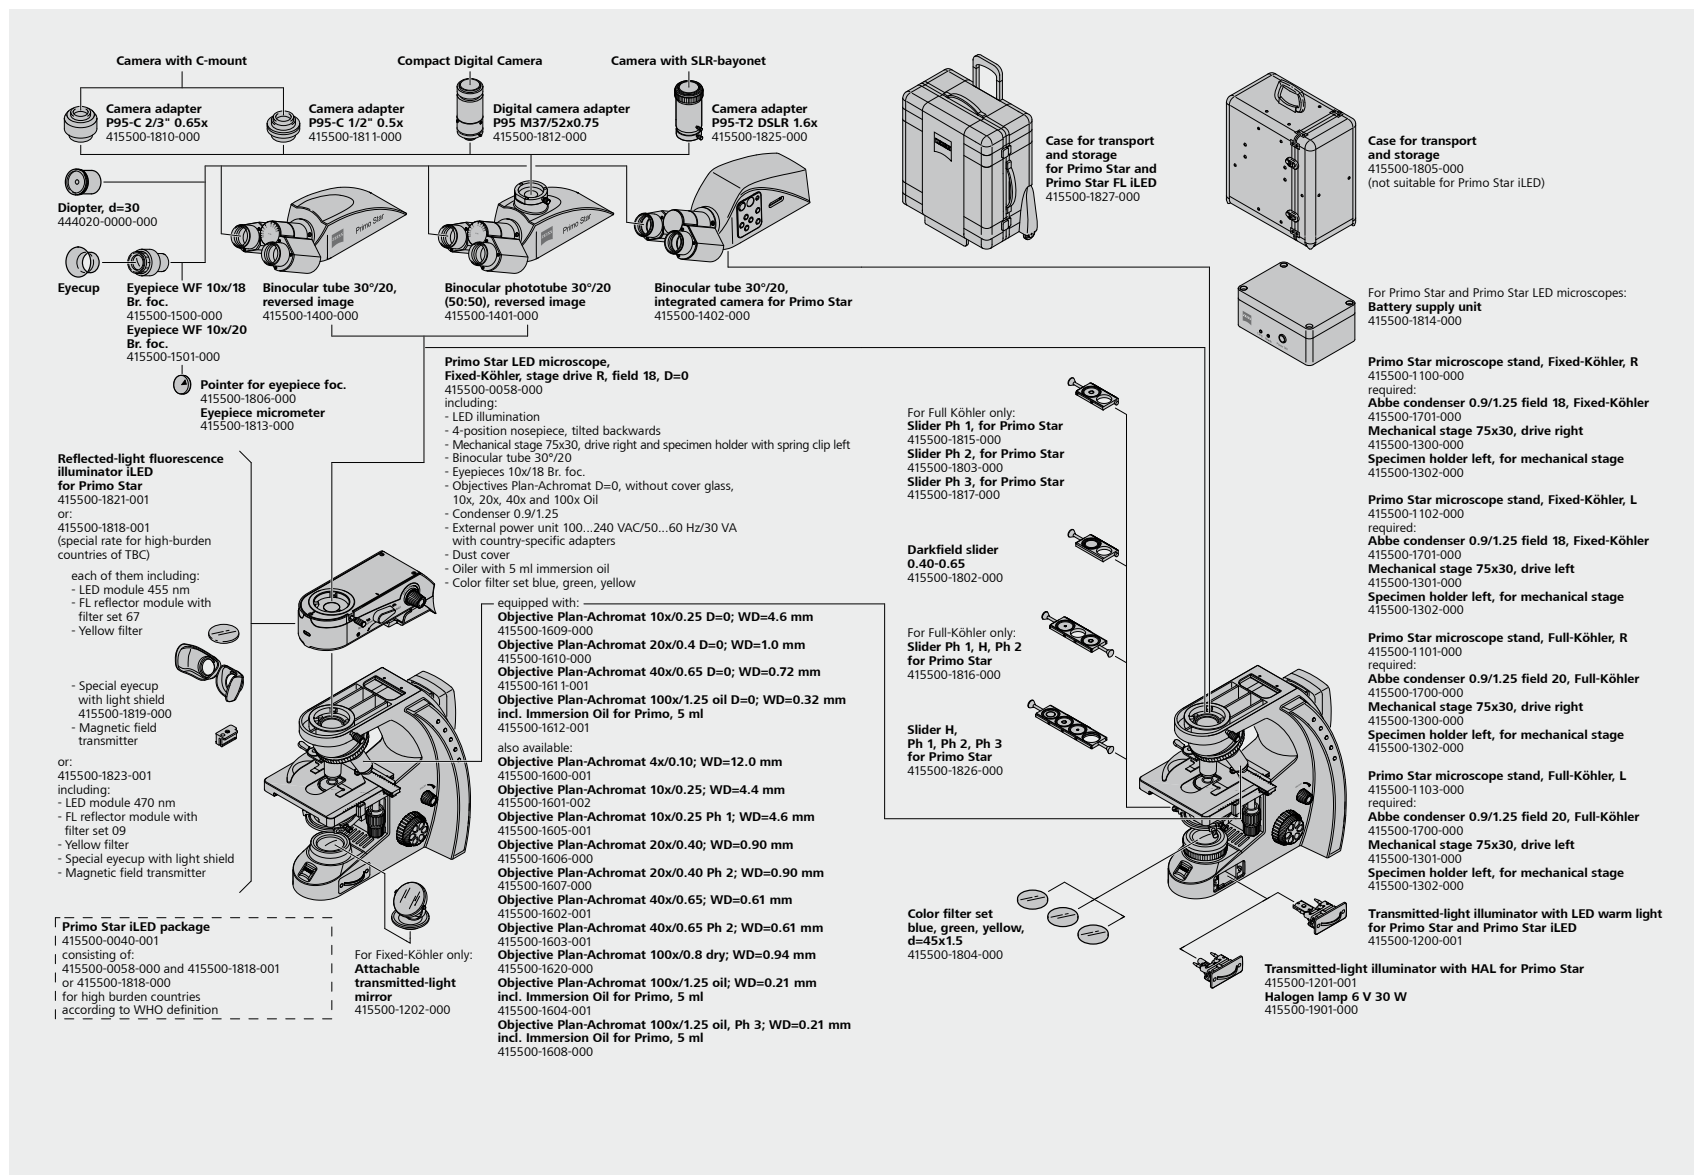 Camera with C-mount
Camera adapter
P95-C 2/3" 0.65x
415500-1810-000
Camera adapter
P95-C 1/2" 0.5x
415500-1811-000
Compact Digital Camera
Digital camera adapter
P95 M37/52x0.75
415500-1812-000
Camera with SLR-bayonet
Camera adapter
P95-T2 DSLR 1.6x
415500-1825-000
Case for transport
and storage
for Primo Star and
Primo Star FL iLED
415500-1827-000
Case for transport
and storage
415500-1805-000
(not suitable for Primo Star iLED)
Diopter, d=30
444020-0000-000
Eyecup
Eyepiece WF 10x/18
Br. foc.
415500-1500-000
Eyepiece WF 10x/20
Br. foc.
415500-1501-000
Primo Star
Binocular tube 30°/20,
reversed image
415500-1400-000
Primo Star
Binocular phototube 30°/20
(50:50), reversed image
415500-1401-000
Binocular tube 30°/20,
integrated camera for Primo Star
415500-1402-000
For Primo Star and Primo Star LED microscopes:
Battery supply unit
415500-1814-000
Pointer for eyepiece foc.
415500-1806-000
Eyepiece micrometer
415500-1813-000
Reflected-light fluorescence
illuminator iLED
for Primo Star
415500-1821-001
or:
415500-1818-001
(special rate for high-burden
countries of TBC)
each of them including:
- LED module 455 nm
- FL reflector module with
filter set 67
- Yellow filter
- Special eyecup
with light shield
415500-1819-000
- Magnetic field
transmitter
or:
415500-1823-001
including:
- LED module 470 nm
- FL reflector module with
filter set 09
- Yellow filter
- Special eyecup with light shield
- Magnetic field transmitter
Primo Star iLED package
415500-0040-001
consisting of:
415500-0058-000 and 415500-1818-001
or 415500-1818-000
for high burden countries
according to WHO definition
For Fixed-Köhler only:
Attachable
transmitted-light
mirror
415500-1202-000
Primo Star LED microscope,
Fixed-Köhler, stage drive R, field 18, D=0
415500-0058-000
including:
- LED illumination
- 4-position nosepiece, tilted backwards
- Mechanical stage 75x30, drive right and specimen holder with spring clip left
- Binocular tube 30°/20
- Eyepieces 10x/18 Br. foc.
- Objectives Plan-Achromat D=0, without cover glass,
10x, 20x, 40x and 100x Oil
- Condenser 0.9/1.25
- External power unit 100...240 VAC/50...60 Hz/30 VA
with country-specific adapters
- Dust cover
- Oiler with 5 ml immersion oil
- Color filter set blue, green, yellow
equipped with:
Objective Plan-Achromat 10x/0.25 D=0; WD=4.6 mm
415500-1609-000
Objective Plan-Achromat 20x/0.4 D=0; WD=1.0 mm
415500-1610-000
Objective Plan-Achromat 40x/0.65 D=0; WD=0.72 mm
415500-1611-001
Objective Plan-Achromat 100x/1.25 oil D=0; WD=0.32 mm
incl. Immersion Oil for Primo, 5 ml
415500-1612-001
also available:
Objective Plan-Achromat 4x/0.10; WD=12.0 mm
415500-1600-001
Objective Plan-Achromat 10x/0.25; WD=4.4 mm
415500-1601-002
Objective Plan-Achromat 10x/0.25 Ph 1; WD=4.6 mm
415500-1605-001
Objective Plan-Achromat 20x/0.40; WD=0.90 mm
415500-1606-000
Objective Plan-Achromat 20x/0.40 Ph 2; WD=0.90 mm
415500-1607-000
Objective Plan-Achromat 40x/0.65; WD=0.61 mm
415500-1602-001
Objective Plan-Achromat 40x/0.65 Ph 2; WD=0.61 mm
415500-1603-001
Objective Plan-Achromat 100x/0.8 dry; WD=0.94 mm
415500-1620-000
Objective Plan-Achromat 100x/1.25 oil; WD=0.21 mm
incl. Immersion Oil for Primo, 5 ml
415500-1604-001
Objective Plan-Achromat 100x/1.25 oil, Ph 3; WD=0.21 mm
incl. Immersion Oil for Primo, 5 ml
415500-1608-000
For Full Köhler only:
Slider Ph 1, for Primo Star
415500-1815-000
Slider Ph 2, for Primo Star
415500-1803-000
Slider Ph 3, for Primo Star
415500-1817-000
Darkfield slider
0.40-0.65
415500-1802-000
For Full-Köhler only:
Slider Ph 1, H, Ph 2
for Primo Star
415500-1816-000
Slider H,
Ph 1, Ph 2, Ph 3
for Primo Star
415500-1826-000
Color filter set
blue, green, yellow,
d=45x1.5
415500-1804-000
Primo Star microscope stand, Fixed-Köhler, R
415500-1100-000
required:
Abbe condenser 0.9/1.25 field 18, Fixed-Köhler
415500-1701-000
Mechanical stage 75x30, drive right
415500-1300-000
Specimen holder left, for mechanical stage
415500-1302-000
Primo Star microscope stand, Fixed-Köhler, L
415500-1102-000
required:
Abbe condenser 0.9/1.25 field 18, Fixed-Köhler
415500-1701-000
Mechanical stage 75x30, drive left
415500-1301-000
Specimen holder left, for mechanical stage
415500-1302-000
Primo Star microscope stand, Full-Köhler, R
415500-1101-000
required:
Abbe condenser 0.9/1.25 field 20, Full-Köhler
415500-1700-000
Mechanical stage 75x30, drive right
415500-1300-000
Specimen holder left, for mechanical stage
415500-1302-000
Primo Star microscope stand, Full-Köhler, L
415500-1103-000
required:
Abbe condenser 0.9/1.25 field 20, Full-Köhler
415500-1700-000
Mechanical stage 75x30, drive left
415500-1301-000
Specimen holder left, for mechanical stage
415500-1302-000
Transmitted-light illuminator with LED warm light
for Primo Star and Primo Star iLED
415500-1200-001
Transmitted-light illuminator with HAL for Primo Star
415500-1201-001
Halogen lamp 6 V 30 W
415500-1901-000